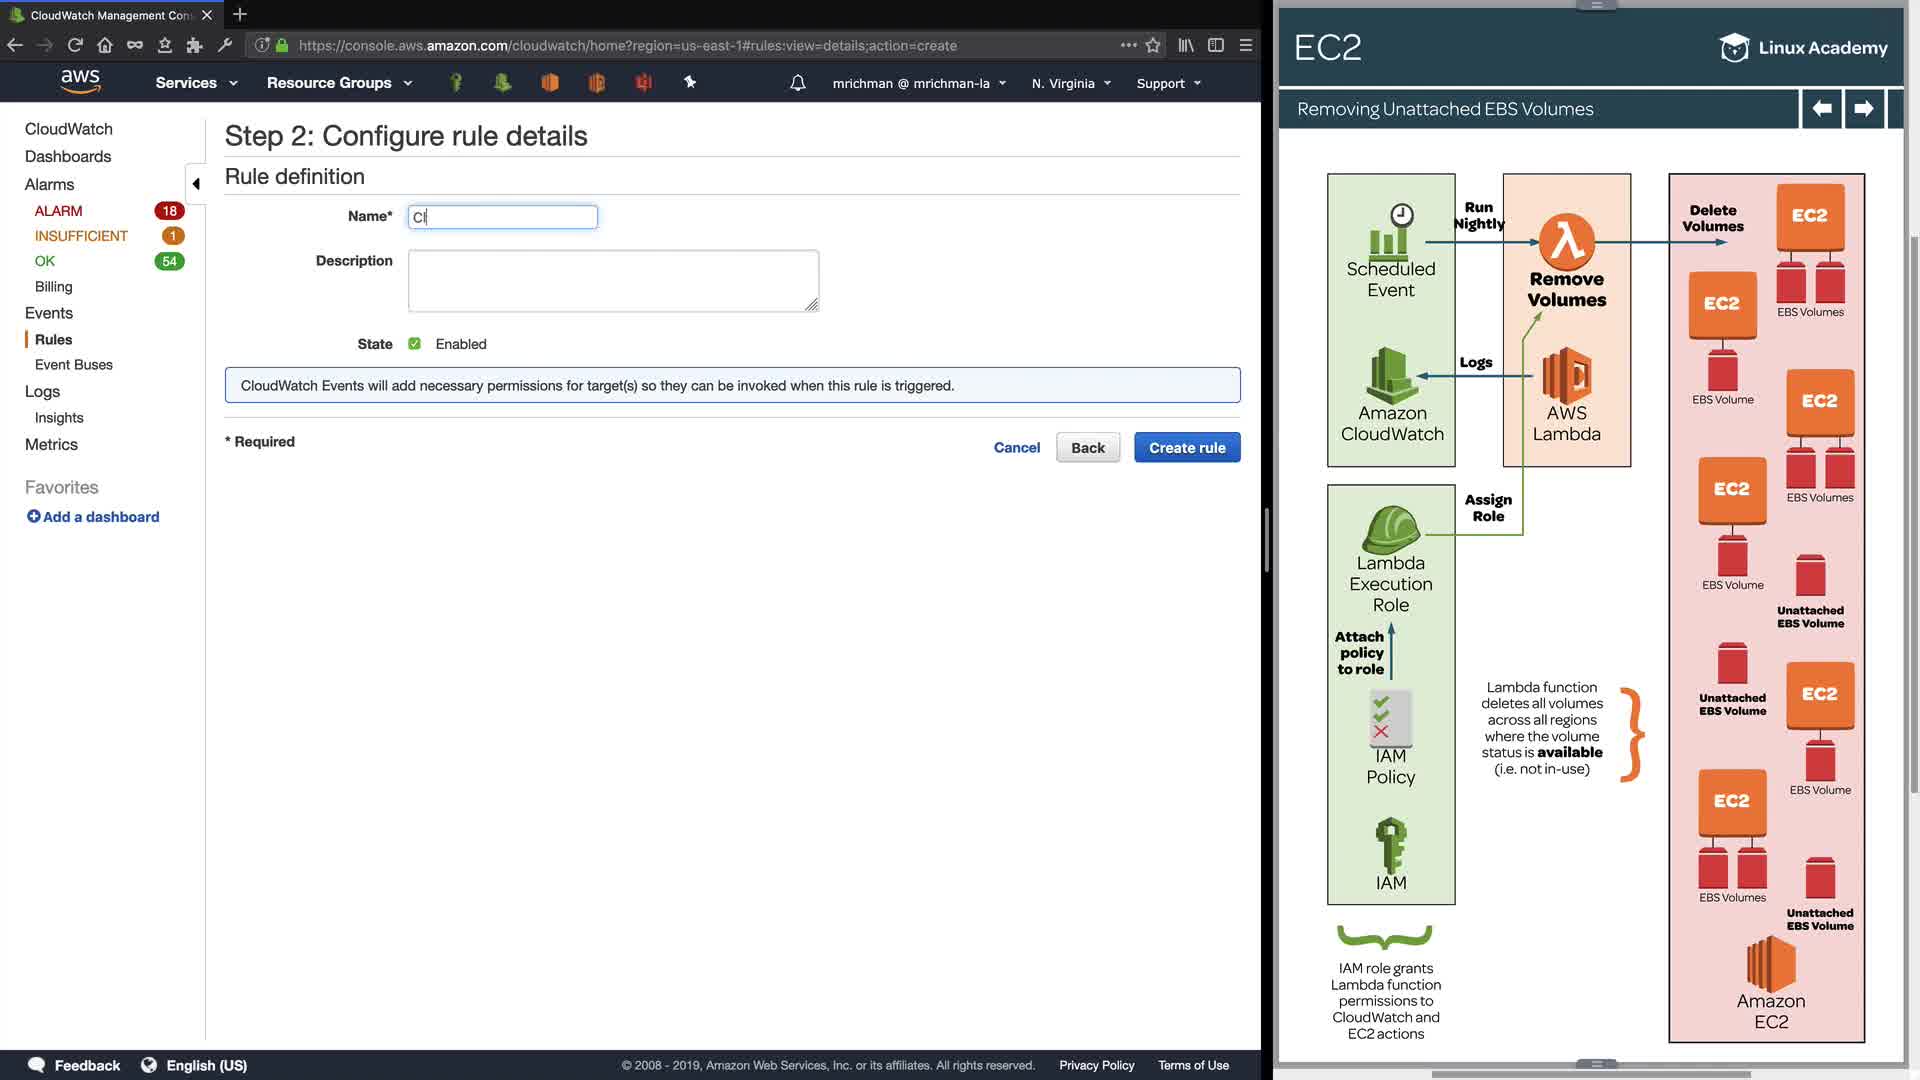 CloudWatch Management Con
https://console.aws.amazon.com/cloudwatch/home?region=us-east-1#rules:view=details;action=create
aws
Services
Resource Groups
mrichman @ mrichman-la
N. Virginia
Support
CloudWatch
Dashboards
Alarms
ALARM 18
INSUFFICIENT 1
OK 54
Billing
Events
Rules
Event Buses
Logs
Insights
Metrics
Favorites
Add a dashboard
Step 2: Configure rule details
Rule definition
Name* Cl
Description
State Enabled
CloudWatch Events will add necessary permissions for target(s) so they can be invoked when this rule is triggered.
* Required
Cancel
Back
Create rule
Feedback
English (US)
© 2008 - 2019, Amazon Web Services, Inc. or its affiliates. All rights reserved.
Privacy Policy
Terms of Use
EC2
Linux Academy
Removing Unattached EBS Volumes
Scheduled
Event
Run
Nightly
Remove
Volumes
Delete
Volumes
Amazon
CloudWatch
Logs
AWS
Lambda
Assign
Role
Lambda
Execution
Role
Attach
policy
to role
IAM
Policy
IAM
IAM role grants
Lambda function
permissions to
CloudWatch and
EC2 actions
Lambda function
deletes all volumes
across all regions
where the volume
status is available
(i.e. not in-use)
EC2
EBS Volumes
EC2
EBS Volume
EC2
EBS Volumes
EC2
EBS Volume
Unattached
EBS Volume
Unattached
EBS Volume
EC2
EBS Volume
EC2
EBS Volumes
Unattached
EBS Volume
Amazon
EC2